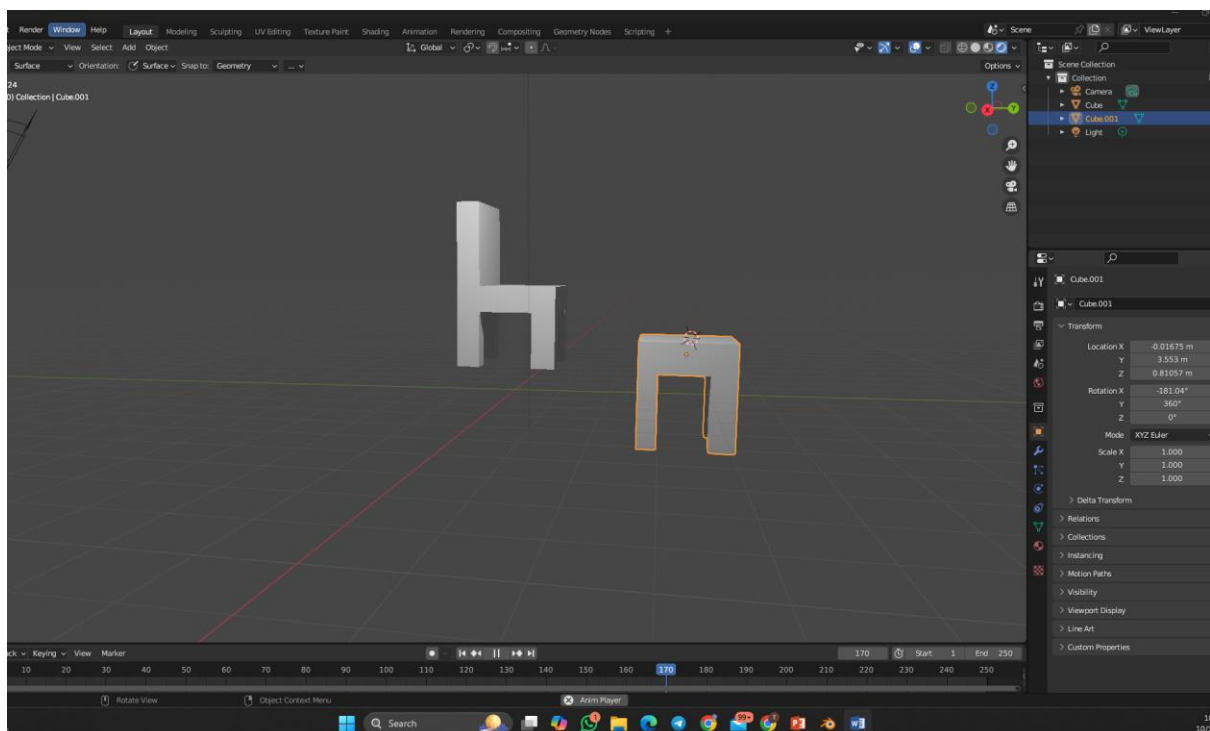 Render Window Help Layout Modeling Sculpting UV Editing Texture Paint Shading Animation Rendering Compositing Geometry Nodes Scripting + Scene ViewLayer
ject Mode View Select Add Object Global
Surface Orientation: Surface Snap to: Geometry ... Options
24
0) Collection | Cube.001
Z
Y
X
Scene Collection
Collection
Camera
Cube
Cube.001
Light
Cube.001
Cube.001
Transform
Location X -0.01675 m
Y 3.553 m
Z 0.81057 m
Rotation X -181.04°
Y 360°
Z 0°
Mode XYZ Euler
Scale X 1.000
Y 1.000
Z 1.000
Delta Transform
Relations
Collections
Instancing
Motion Paths
Visibility
Viewport Display
Line Art
Custom Properties
ck Keying View Marker 170 Start 1 End 250
10 20 30 40 50 60 70 80 90 100 110 120 130 140 150 160 170 180 190 200 210 220 230 240 250
Rotate View Object Context Menu Anim Player
Search 99+